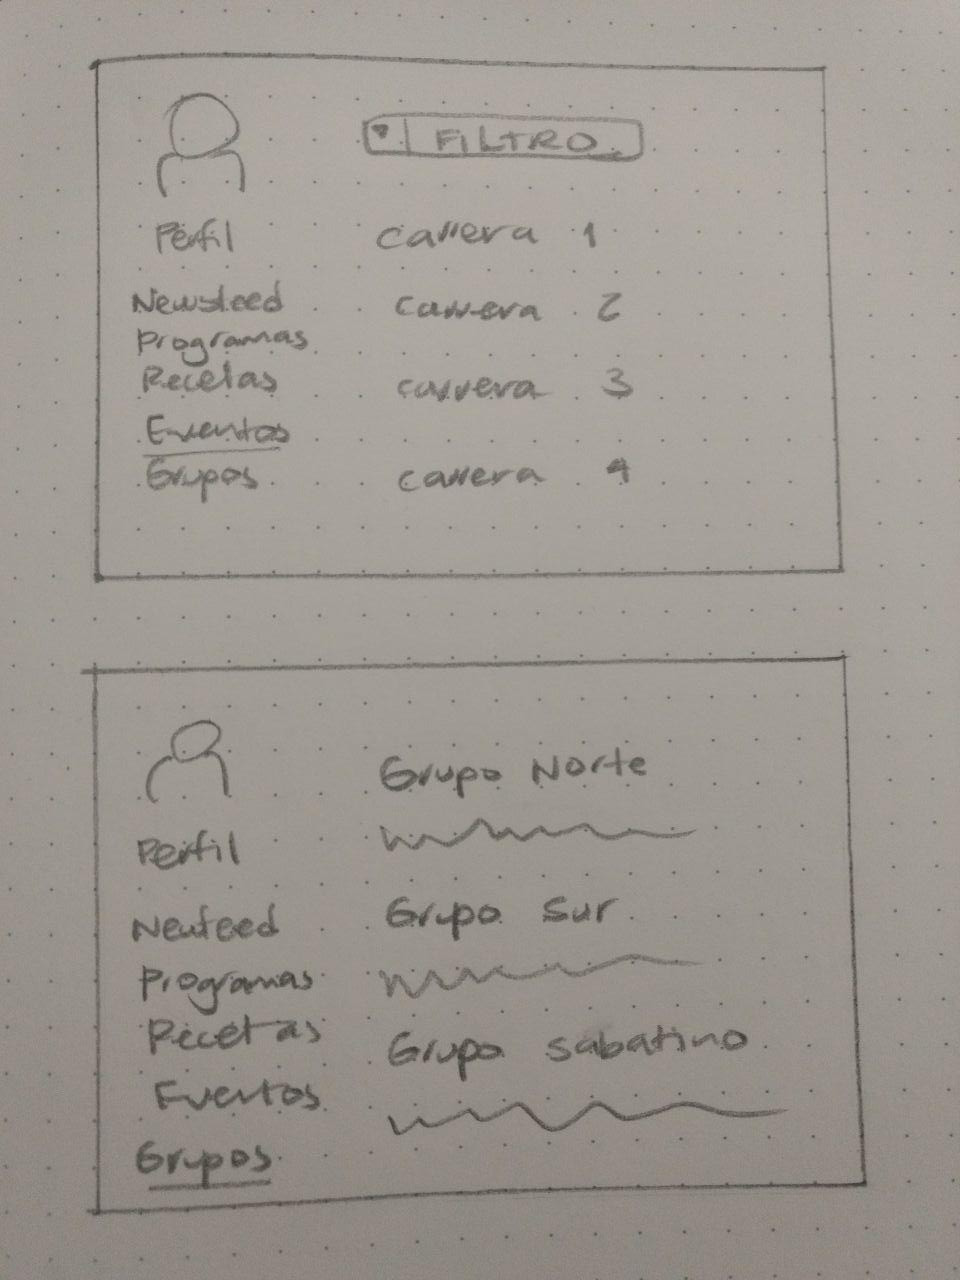 FILTRO
Perfil
carrera 1
Newsfeed
carrera 2
Programas
Recetas
carrera 3
Eventos
Grupos
carrera 4
Grupo Norte
Perfil
Grupo Sur
Newfeed
Programas
Recetas
Grupo sabatino
Eventos
Grupos